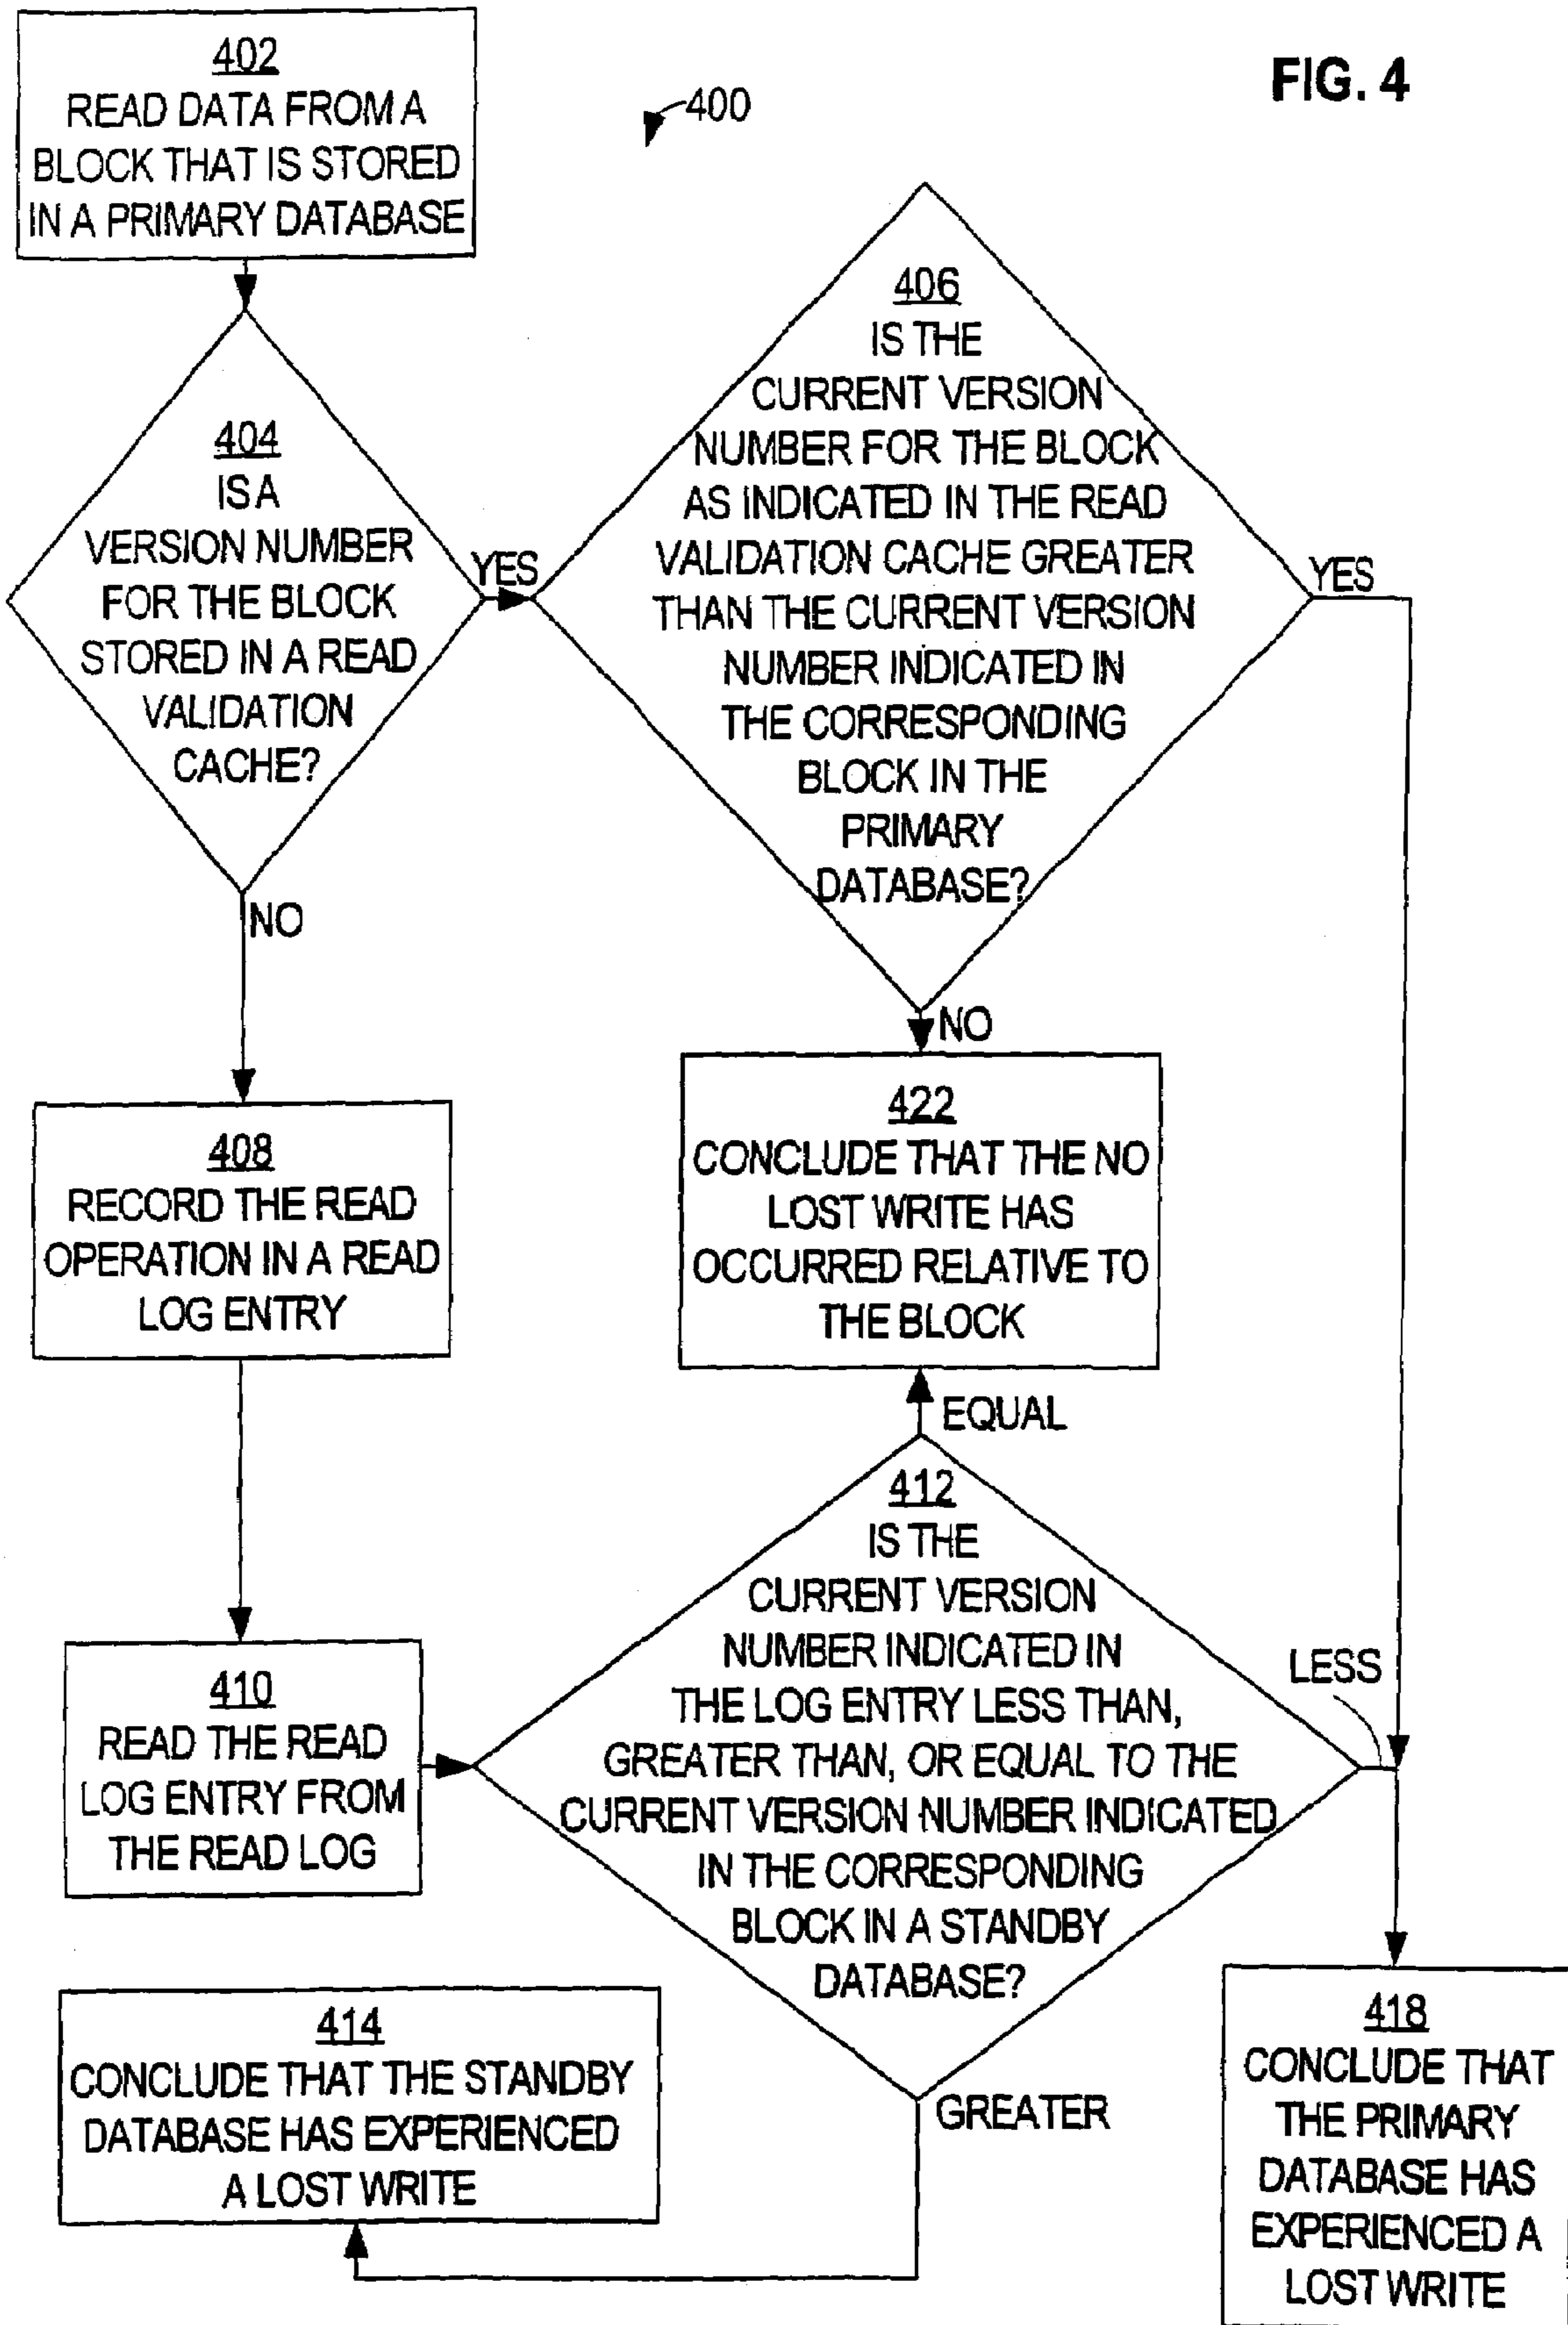 FIG. 4
400
402
READ DATA FROM A
BLOCK THAT IS STORED
IN A PRIMARY DATABASE
404
IS A
VERSION NUMBER
FOR THE BLOCK
STORED IN A READ
VALIDATION
CACHE?
YES
NO
406
IS THE
CURRENT VERSION
NUMBER FOR THE BLOCK
AS INDICATED IN THE READ
VALIDATION CACHE GREATER
THAN THE CURRENT VERSION
NUMBER INDICATED IN
THE CORRESPONDING
BLOCK IN THE
PRIMARY
DATABASE?
YES
NO
408
RECORD THE READ
OPERATION IN A READ
LOG ENTRY
422
CONCLUDE THAT THE NO
LOST WRITE HAS
OCCURRED RELATIVE TO
THE BLOCK
EQUAL
410
READ THE READ
LOG ENTRY FROM
THE READ LOG
412
IS THE
CURRENT VERSION
NUMBER INDICATED IN
THE LOG ENTRY LESS THAN,
GREATER THAN, OR EQUAL TO THE
CURRENT VERSION NUMBER INDICATED
IN THE CORRESPONDING
BLOCK IN A STANDBY
DATABASE?
LESS
GREATER
414
CONCLUDE THAT THE STANDBY
DATABASE HAS EXPERIENCED
A LOST WRITE
418
CONCLUDE THAT
THE PRIMARY
DATABASE HAS
EXPERIENCED A
LOST WRITE